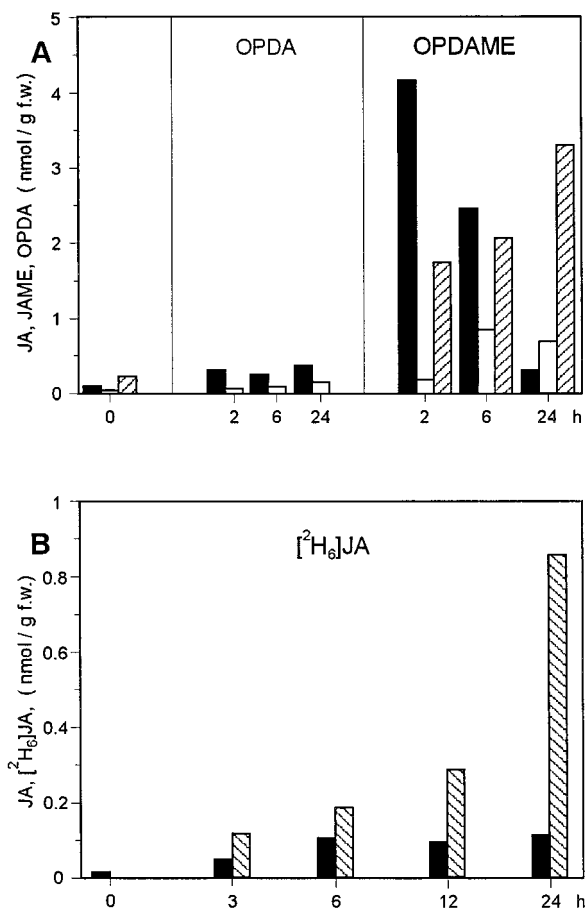 A
OPDA
OPDAME
JA, JAME, OPDA ( nmol / g f.w.)
5
4
3
2
1
0
0 2 6 24 2 6 24 h
B
[²H₆]JA
JA, [²H₆]JA, ( nmol / g f.w.)
1
0.8
0.6
0.4
0.2
0
0 3 6 12 24 h